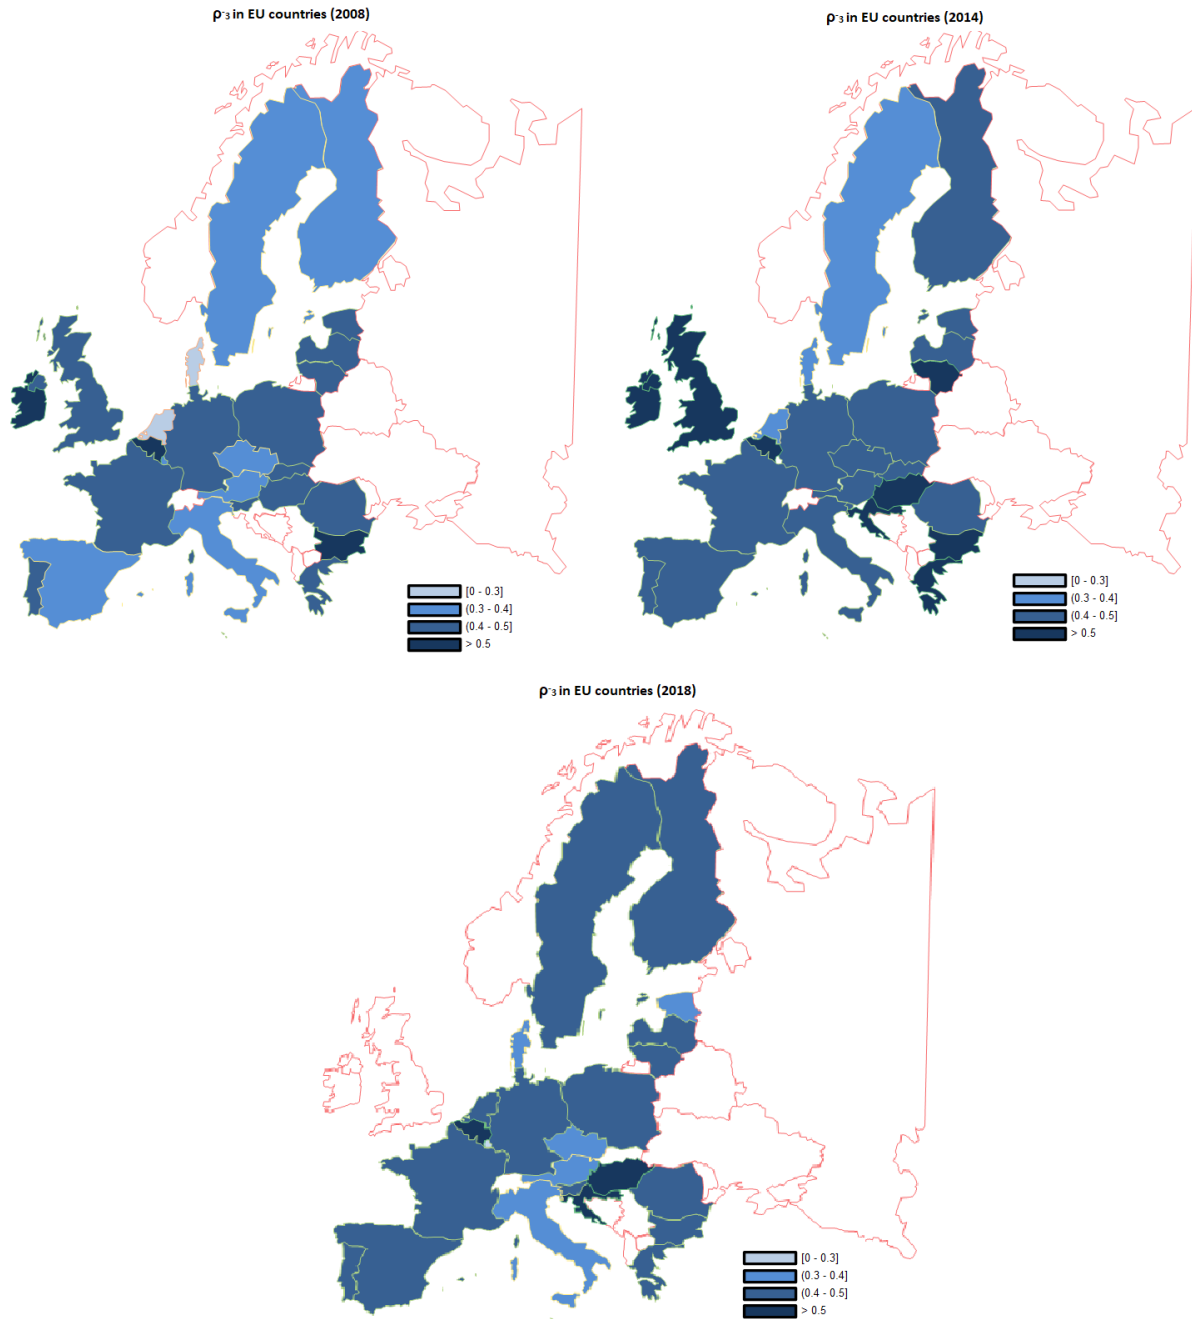 ρ⁻₃ in EU countries (2008)
ρ⁻₃ in EU countries (2014)
[0 - 0.3]
(0.3 - 0.4]
(0.4 - 0.5]
> 0.5
[0 - 0.3]
(0.3 - 0.4]
(0.4 - 0.5]
> 0.5
ρ⁻₃ in EU countries (2018)
[0 - 0.3]
(0.3 - 0.4]
(0.4 - 0.5]
> 0.5